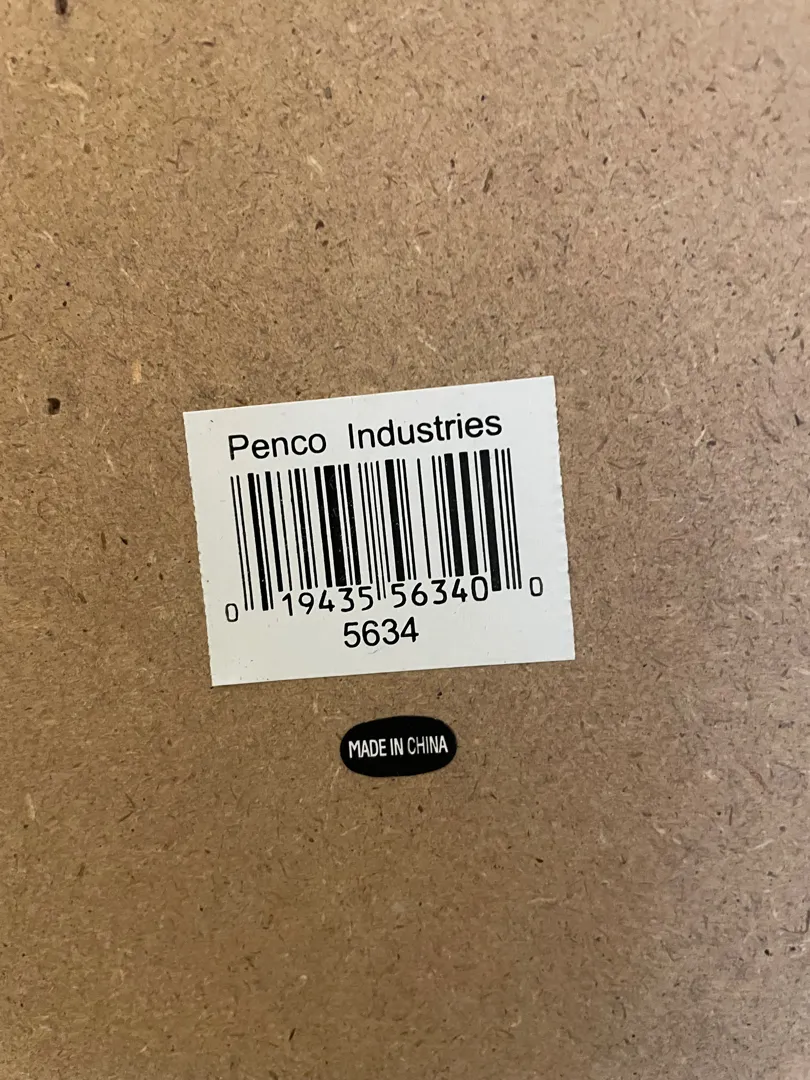 Penco Industries
0 19435 56340 0
5634
MADE IN CHINA